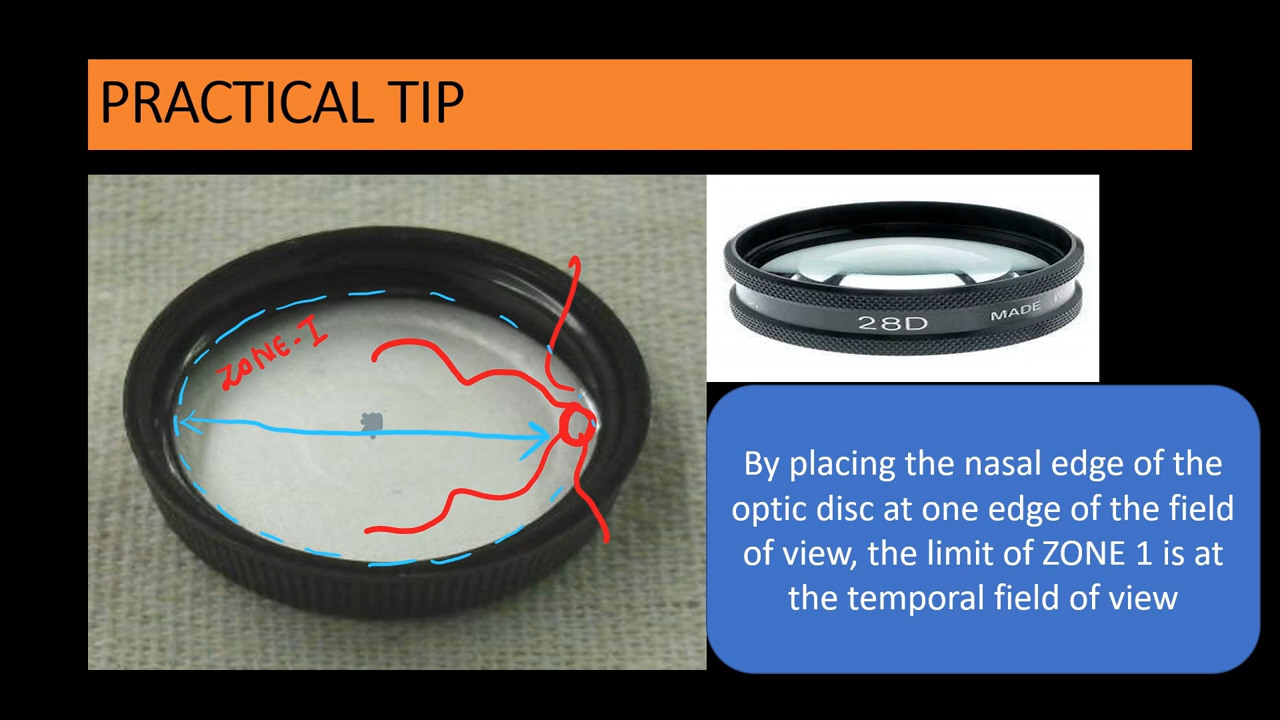 PRACTICAL TIP
ZONE-I
28D
MADE
By placing the nasal edge of the
optic disc at one edge of the field
of view, the limit of ZONE 1 is at
the temporal field of view